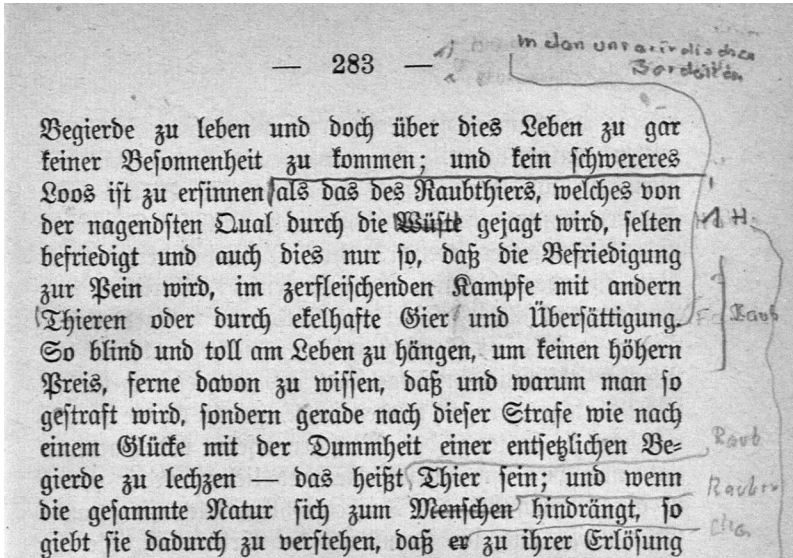 — 283 —
Begierde zu leben und doch über dies Leben zu gar
keiner Besonnenheit zu kommen; und kein schwereres
Loos ist zu ersinnen als das des Raubthiers, welches von
der nagendsten Qual durch die Wüste gejagt wird, selten
H.
befriedigt und auch dies nur so, daß die Befriedigung
zur Pein wird, im zerfleischenden Kampfe mit andern
Thieren oder durch ekelhafte Gier und Übersättigung.
Raub
So blind und toll am Leben zu hängen, um keinen höhern
Preis, ferne davon zu wissen, daß und warum man so
gestraft wird, sondern gerade nach dieser Strafe wie nach
einem Glücke mit der Dummheit einer entsetzlichen Be⸗
Raub
gierde zu lechzen — das heißt Thier sein; und wenn
die gesammte Natur sich zum Menschen hindrängt, so
giebt sie dadurch zu verstehen, daß er zu ihrer Erlösung